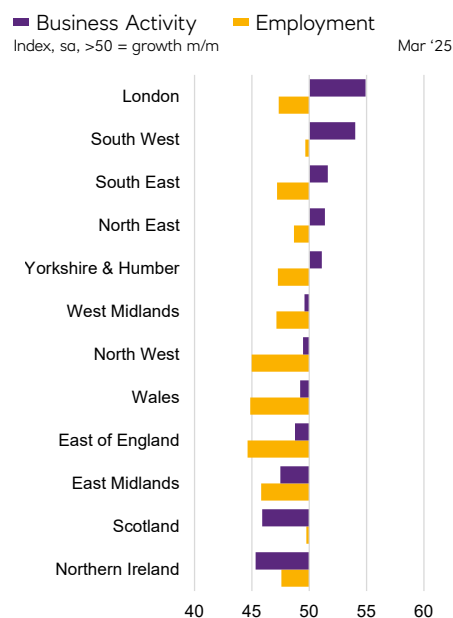 Business Activity Employment
Index, sa, >50 = growth m/m Mar ‘25
London
South West
South East
North East
Yorkshire & Humber
West Midlands
North West
Wales
East of England
East Midlands
Scotland
Northern Ireland
40 45 50 55 60